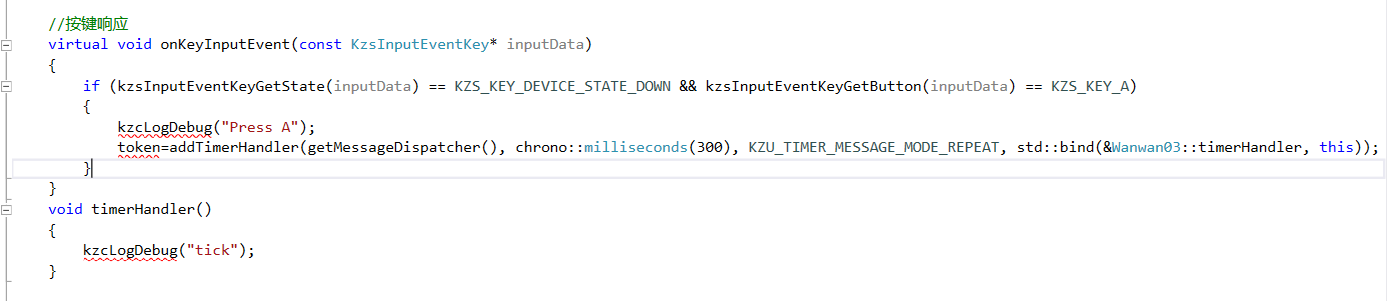 //按键响应
virtual void onKeyInputEvent(const KzsInputEventKey* inputData)
{
if (kzsInputEventKeyGetState(inputData) == KZS_KEY_DEVICE_STATE_DOWN && kzsInputEventKeyGetButton(inputData) == KZS_KEY_A)
{
kzcLogDebug("Press A");
token=addTimerHandler(getMessageDispatcher(), chrono::milliseconds(300), KZU_TIMER_MESSAGE_MODE_REPEAT, std::bind(&Wanwan03::timerHandler, this));
}
}
void timerHandler()
{
kzcLogDebug("tick");
}